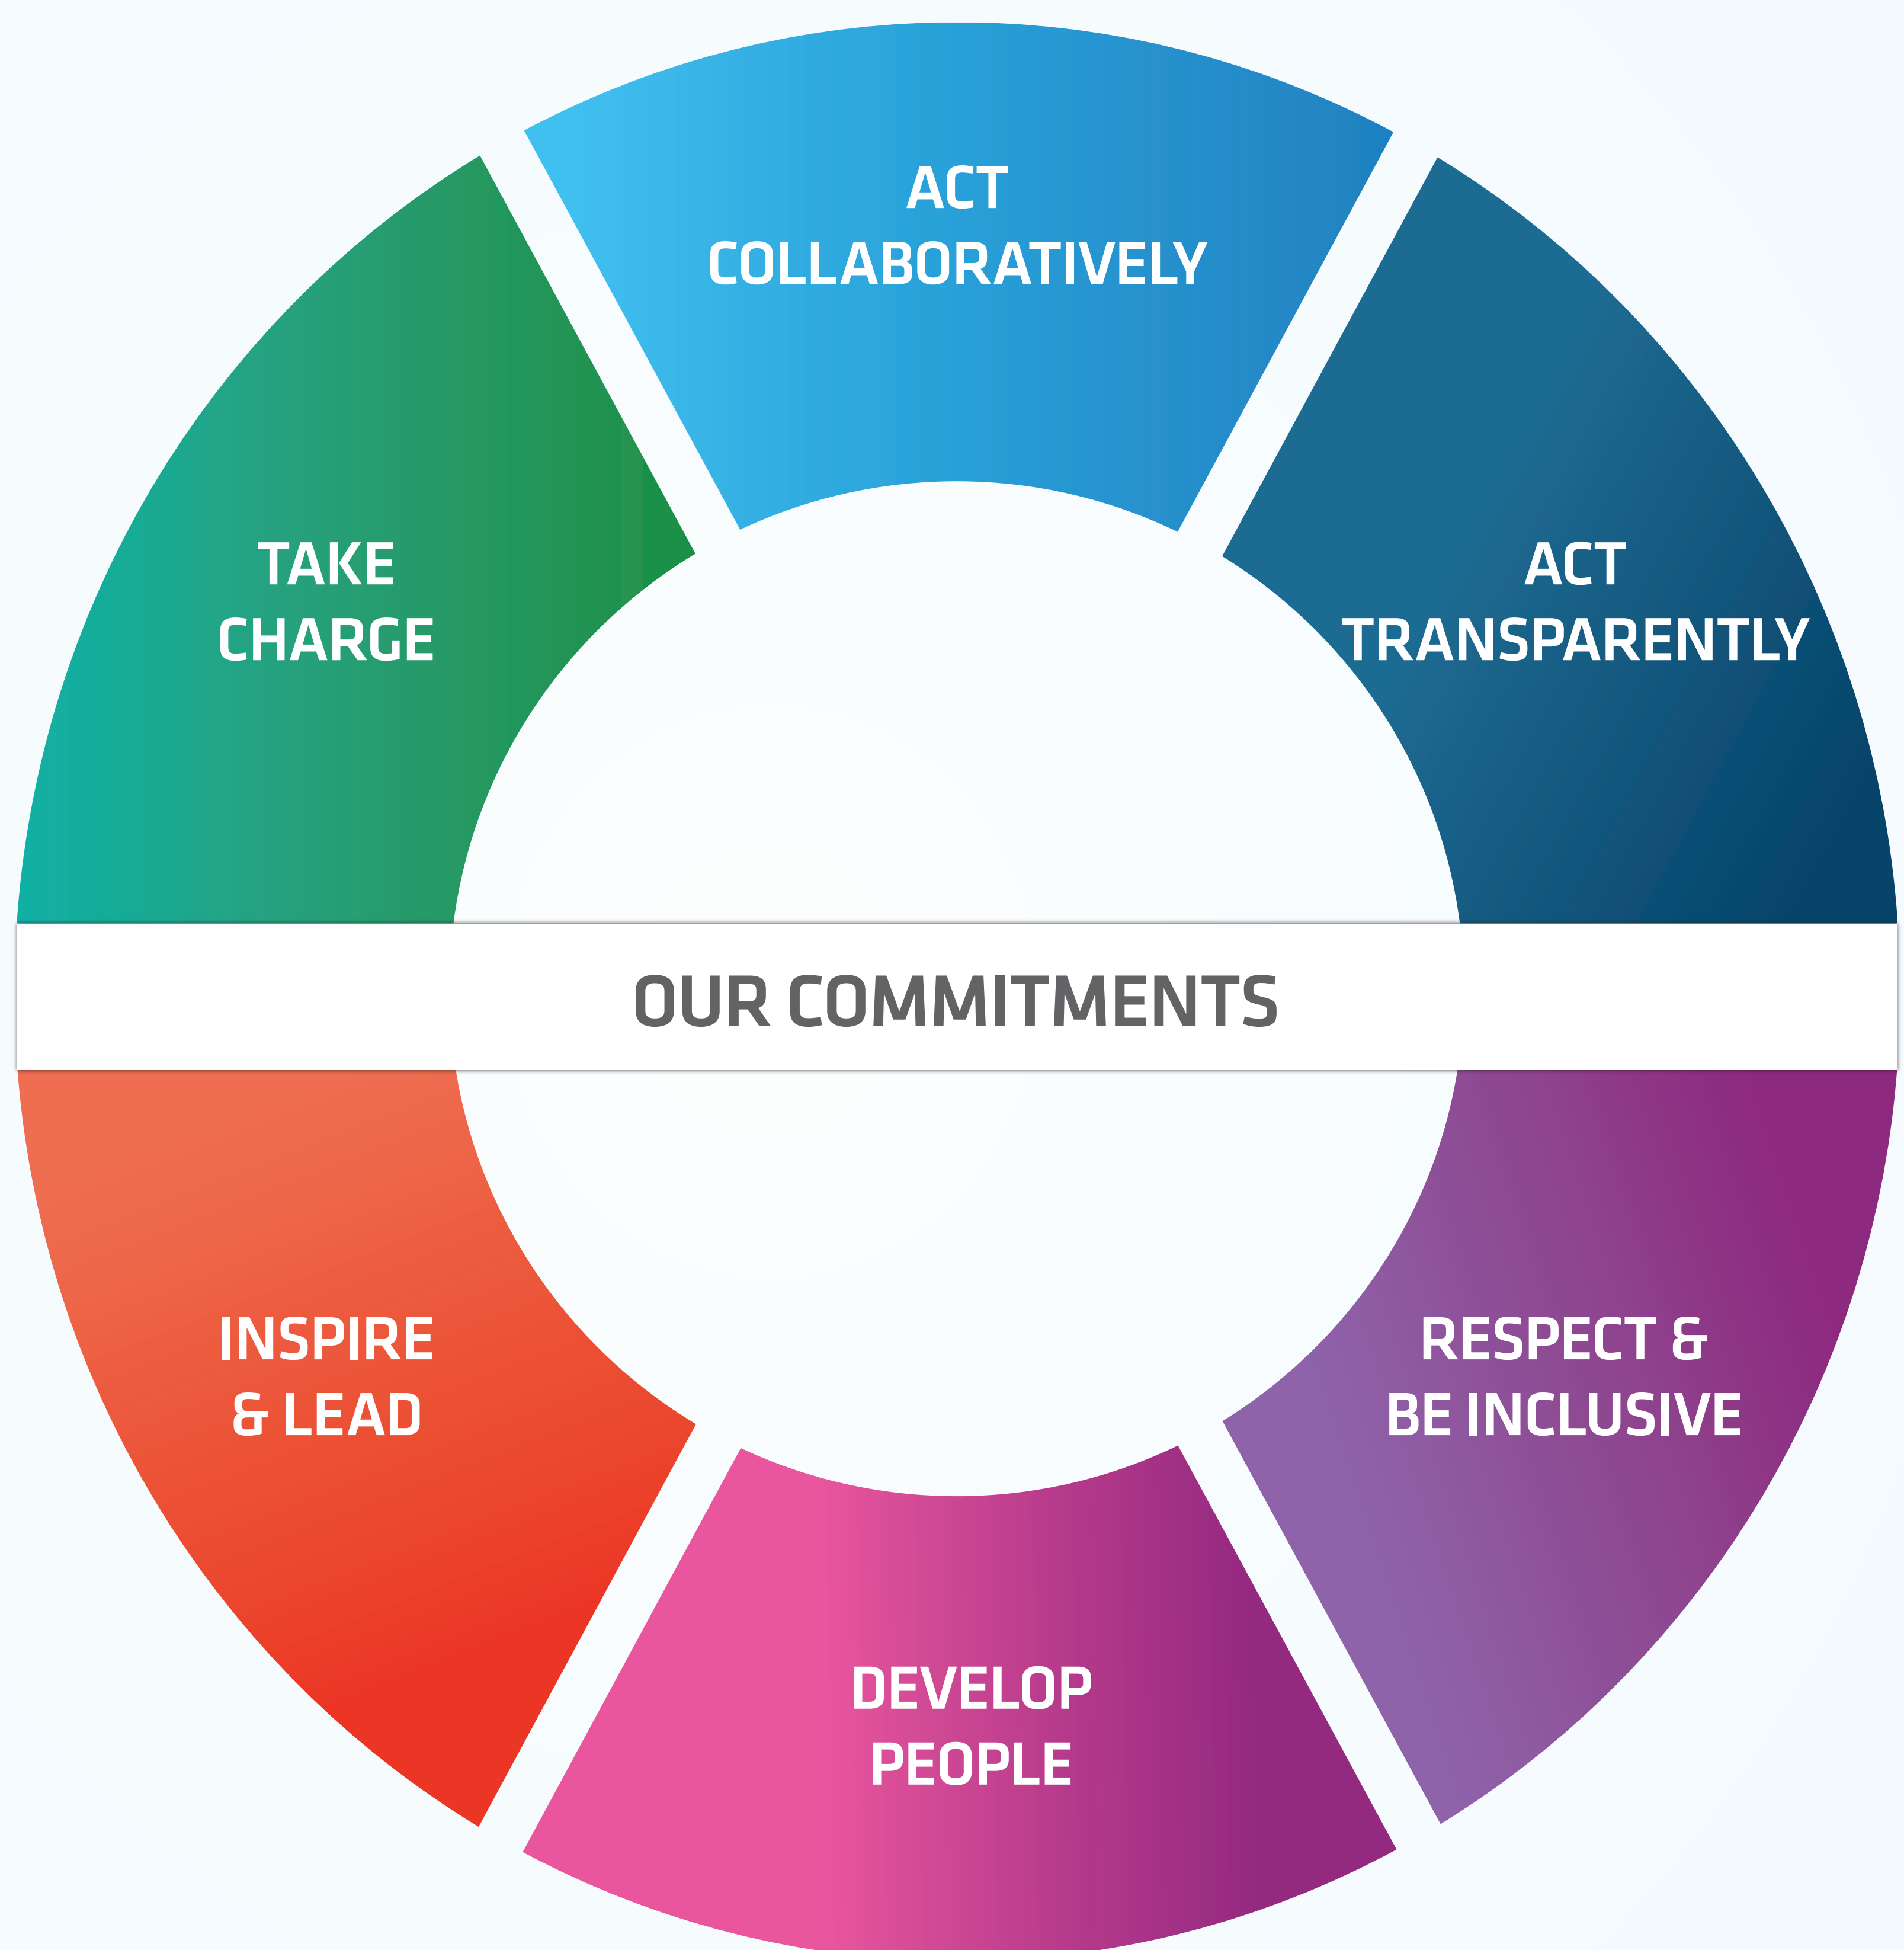 ACT
COLLABORATIVELY
TAKE
CHARGE
ACT
TRANSPARENTLY
OUR COMMITMENTS
INSPIRE
& LEAD
RESPECT &
BE INCLUSIVE
DEVELOP
PEOPLE